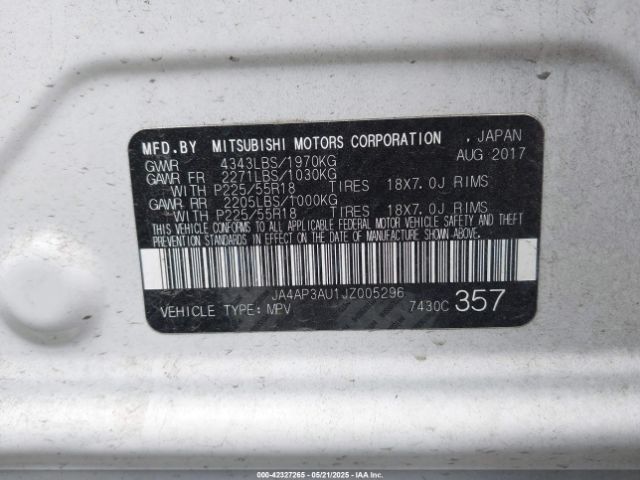 MFD.BY MITSUBISHI MOTORS CORPORATION , JAPAN
GVWR 4343LBS/1970KG AUG 2017
GAWR FR 2271LBS/1030KG
WITH P225/55R18 TIRES 18X7.0J RIMS
GAWR RR 2205LBS/1000KG
WITH P225/55R18 TIRES 18X7.0J RIMS
THIS VEHICLE CONFORMS TO ALL APPLICABLE FEDERAL MOTOR VEHICLE SAFETY AND THEFT
PREVENTION STANDARDS IN EFFECT ON THE DATE OF MANUFACTURE SHOWN ABOVE.
JA4AP3AU1JZ005296
VEHICLE TYPE: MPV 7430C 357
000-42327265 - 05/21/2025 - IAAI Inc.